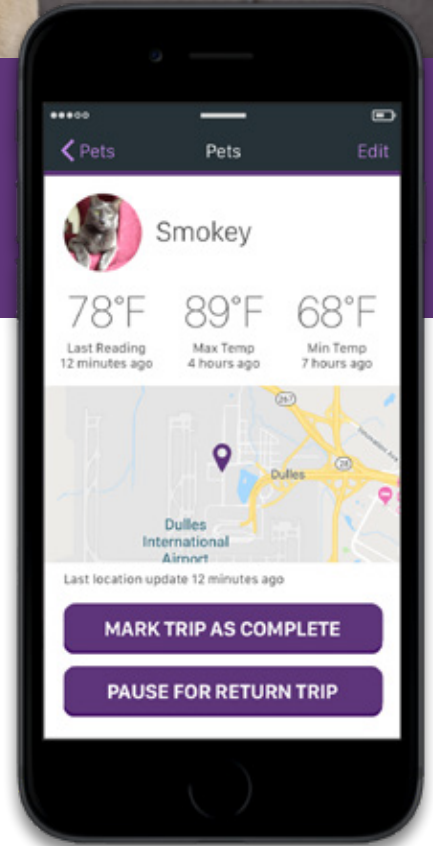 Pets
Pets
Edit
Smokey
78°F
89°F
68°F
Last Reading
12 minutes ago
Max Temp
4 hours ago
Min Temp
7 hours ago
267
Innovation Ave
28
Dulles
Dulles
International
Airport
Last location update 12 minutes ago
MARK TRIP AS COMPLETE
PAUSE FOR RETURN TRIP